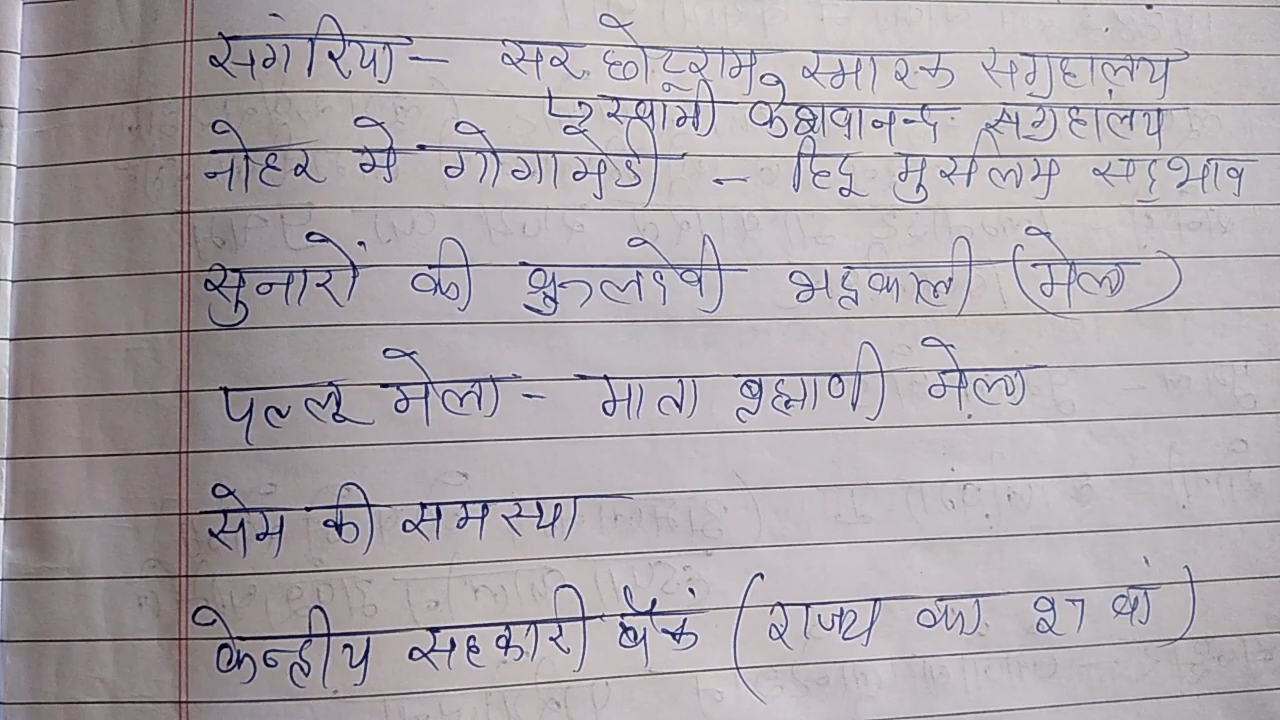 संगरिया - सर छोटूराम स्मारक संग्रहालय
स्वामी केशवानन्द संग्रहालय
नोहर मे गोगामेडी - हिंदू मुसलिम सद्भाव
सुनारों की कुलदेवी भद्रकाली (मेला)
पल्लू मेला - माता ब्रह्माणी मेला
सेम की समस्या
केन्द्रीय सहकारी बैंक (राज्य का 27 वां)